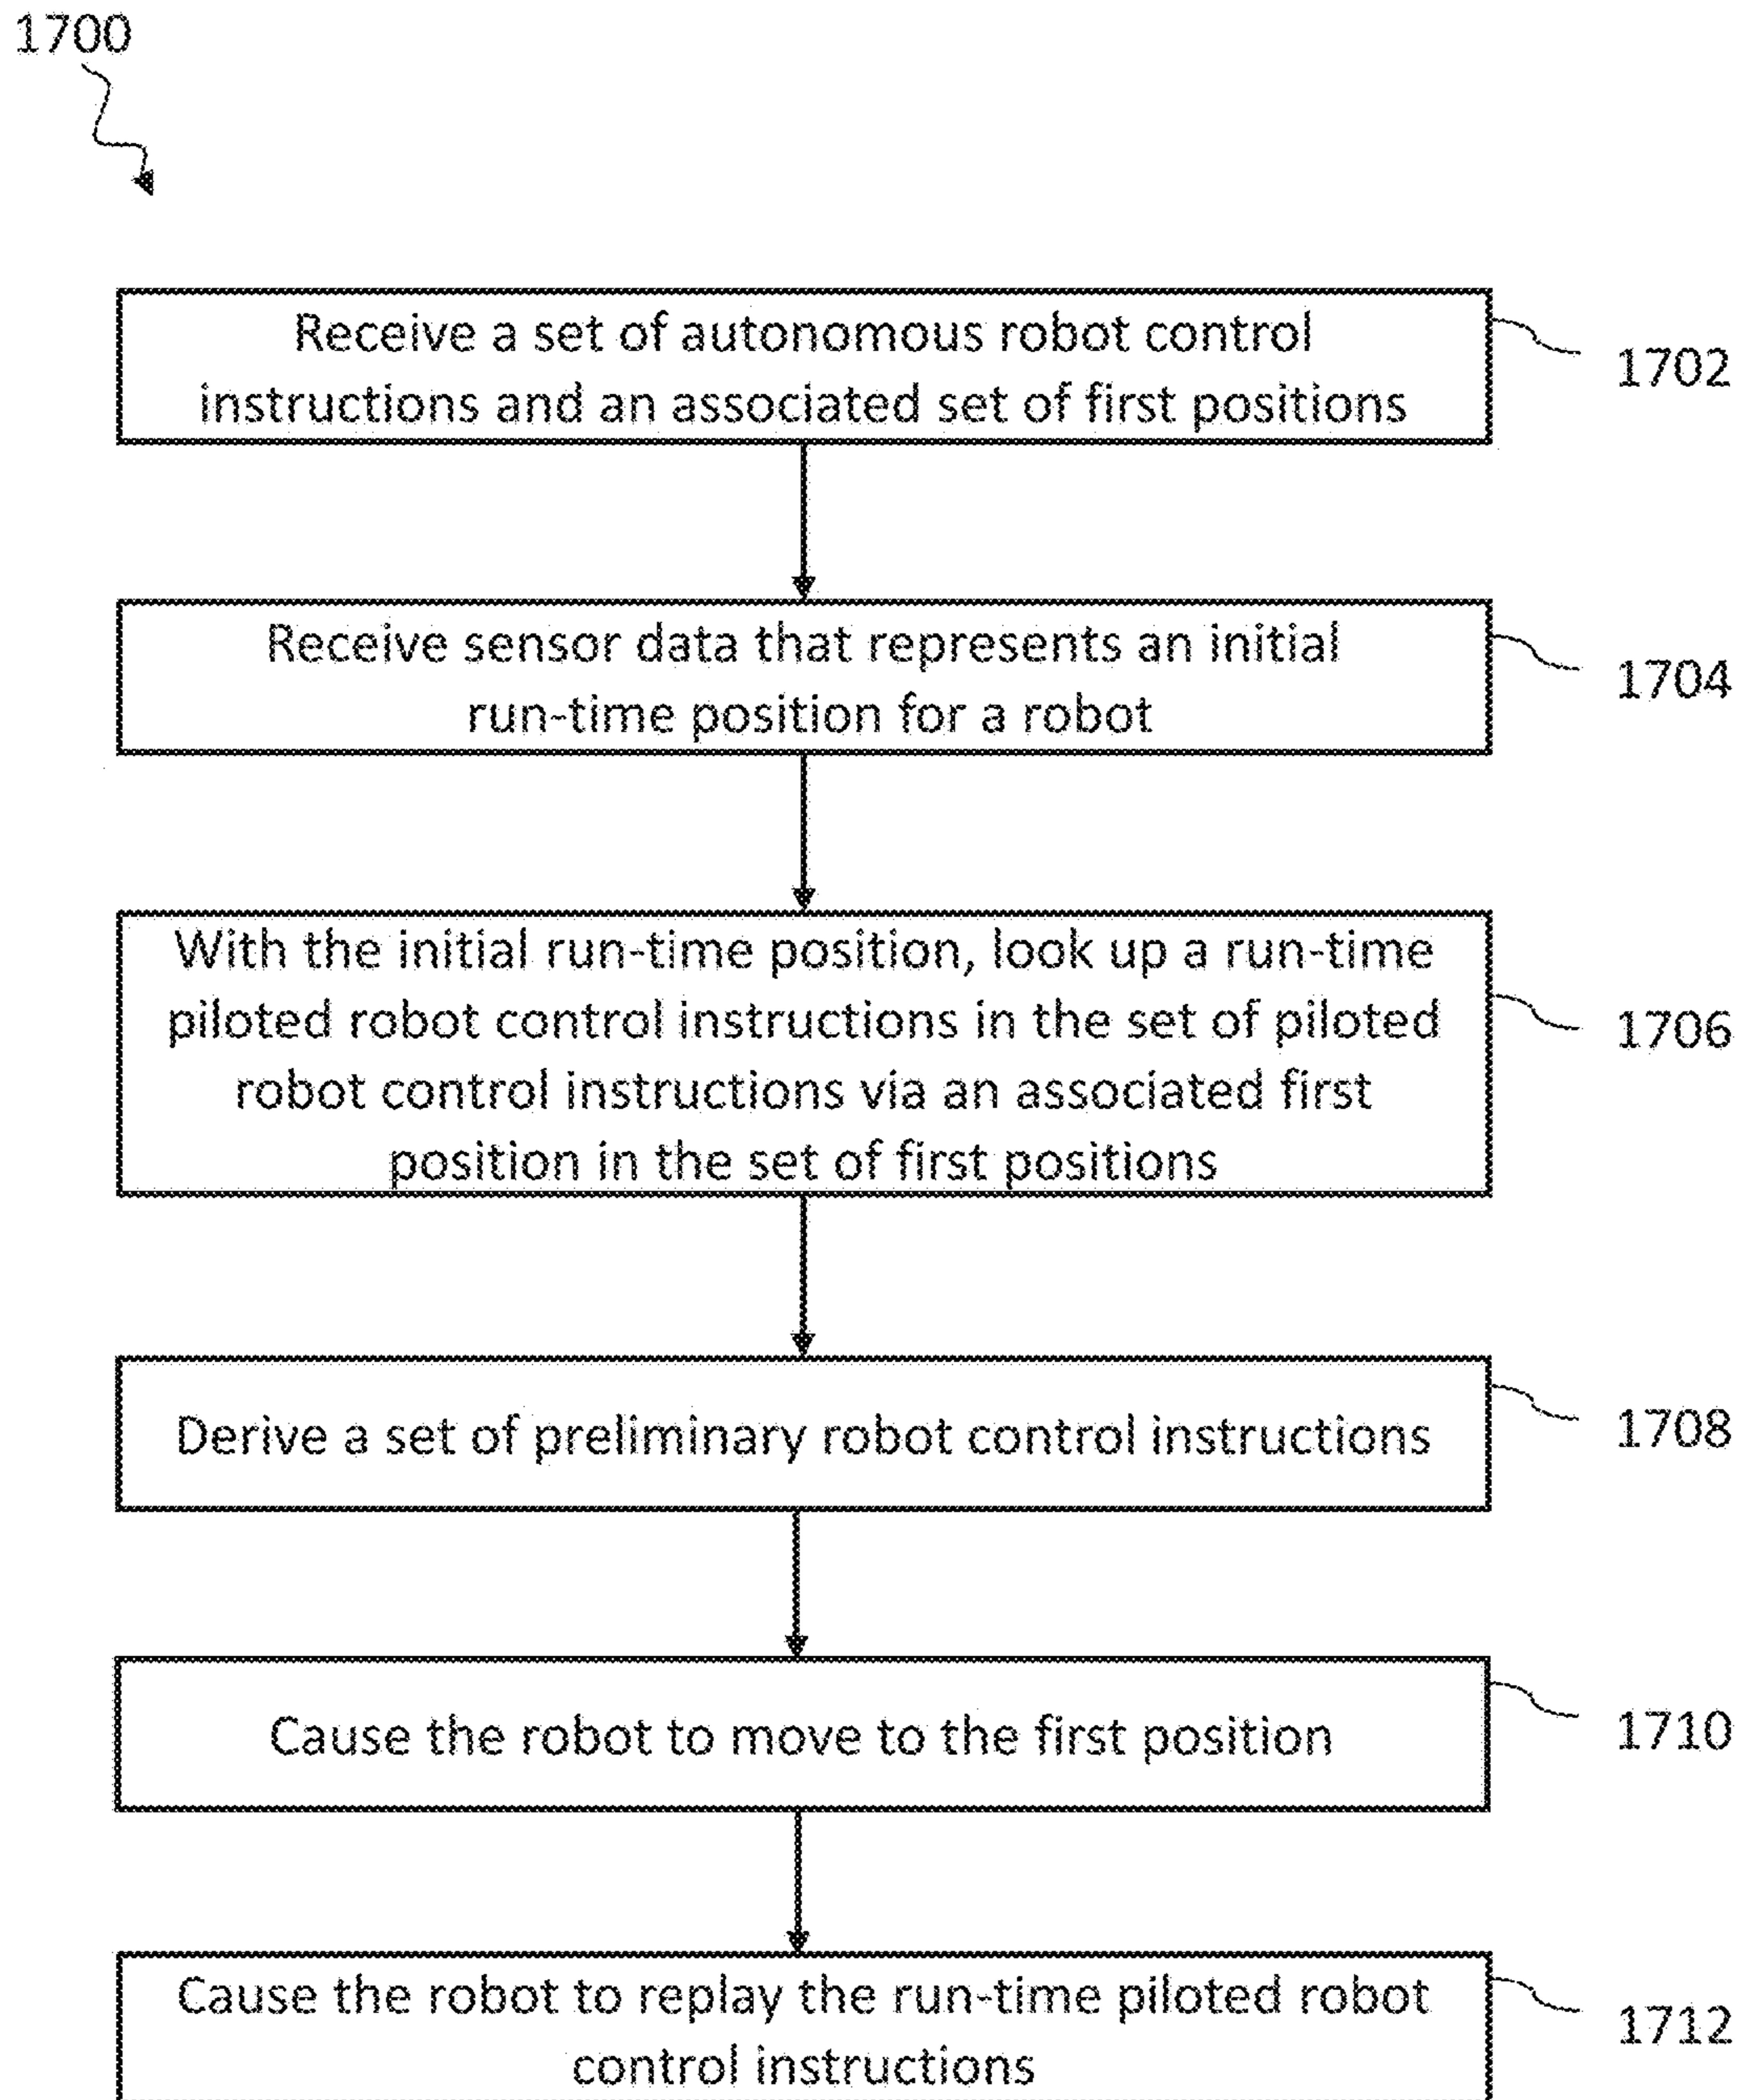 1700
Receive a set of autonomous robot control
instructions and an associated set of first positions
1702
Receive sensor data that represents an initial
run-time position for a robot
1704
With the initial run-time position, look up a run-time
piloted robot control instructions in the set of piloted
robot control instructions via an associated first
position in the set of first positions
1706
Derive a set of preliminary robot control instructions
1708
Cause the robot to move to the first position
1710
Cause the robot to replay the run-time piloted robot
control instructions
1712